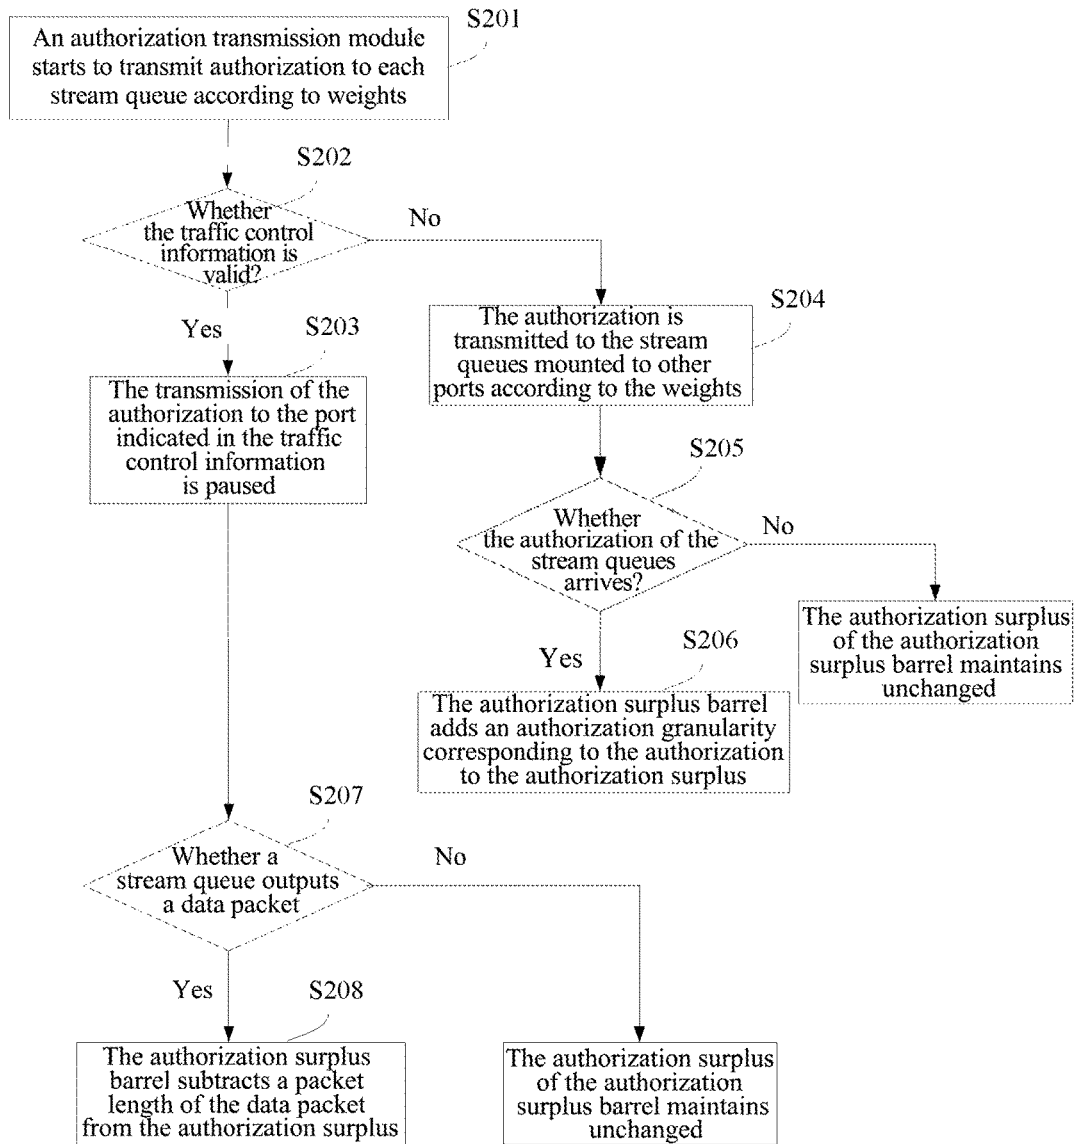 S201
An authorization transmission module
starts to transmit authorization to each
stream queue according to weights
S202
Whether
the traffic control
information is
valid?
No
Yes
S203
The transmission of the
authorization to the port
indicated in the traffic
control information
is paused
S204
The authorization is
transmitted to the stream
queues mounted to other
ports according to the weights
S205
Whether
the authorization of the
stream queues
arrives?
No
The authorization surplus
of the authorization
surplus barrel maintains
unchanged
Yes
S206
The authorization surplus barrel
adds an authorization granularity
corresponding to the authorization
to the authorization surplus
S207
Whether a
stream queue outputs
a data packet
No
Yes
S208
The authorization surplus
barrel subtracts a packet
length of the data packet
from the authorization surplus
The authorization surplus
of the authorization
surplus barrel maintains
unchanged